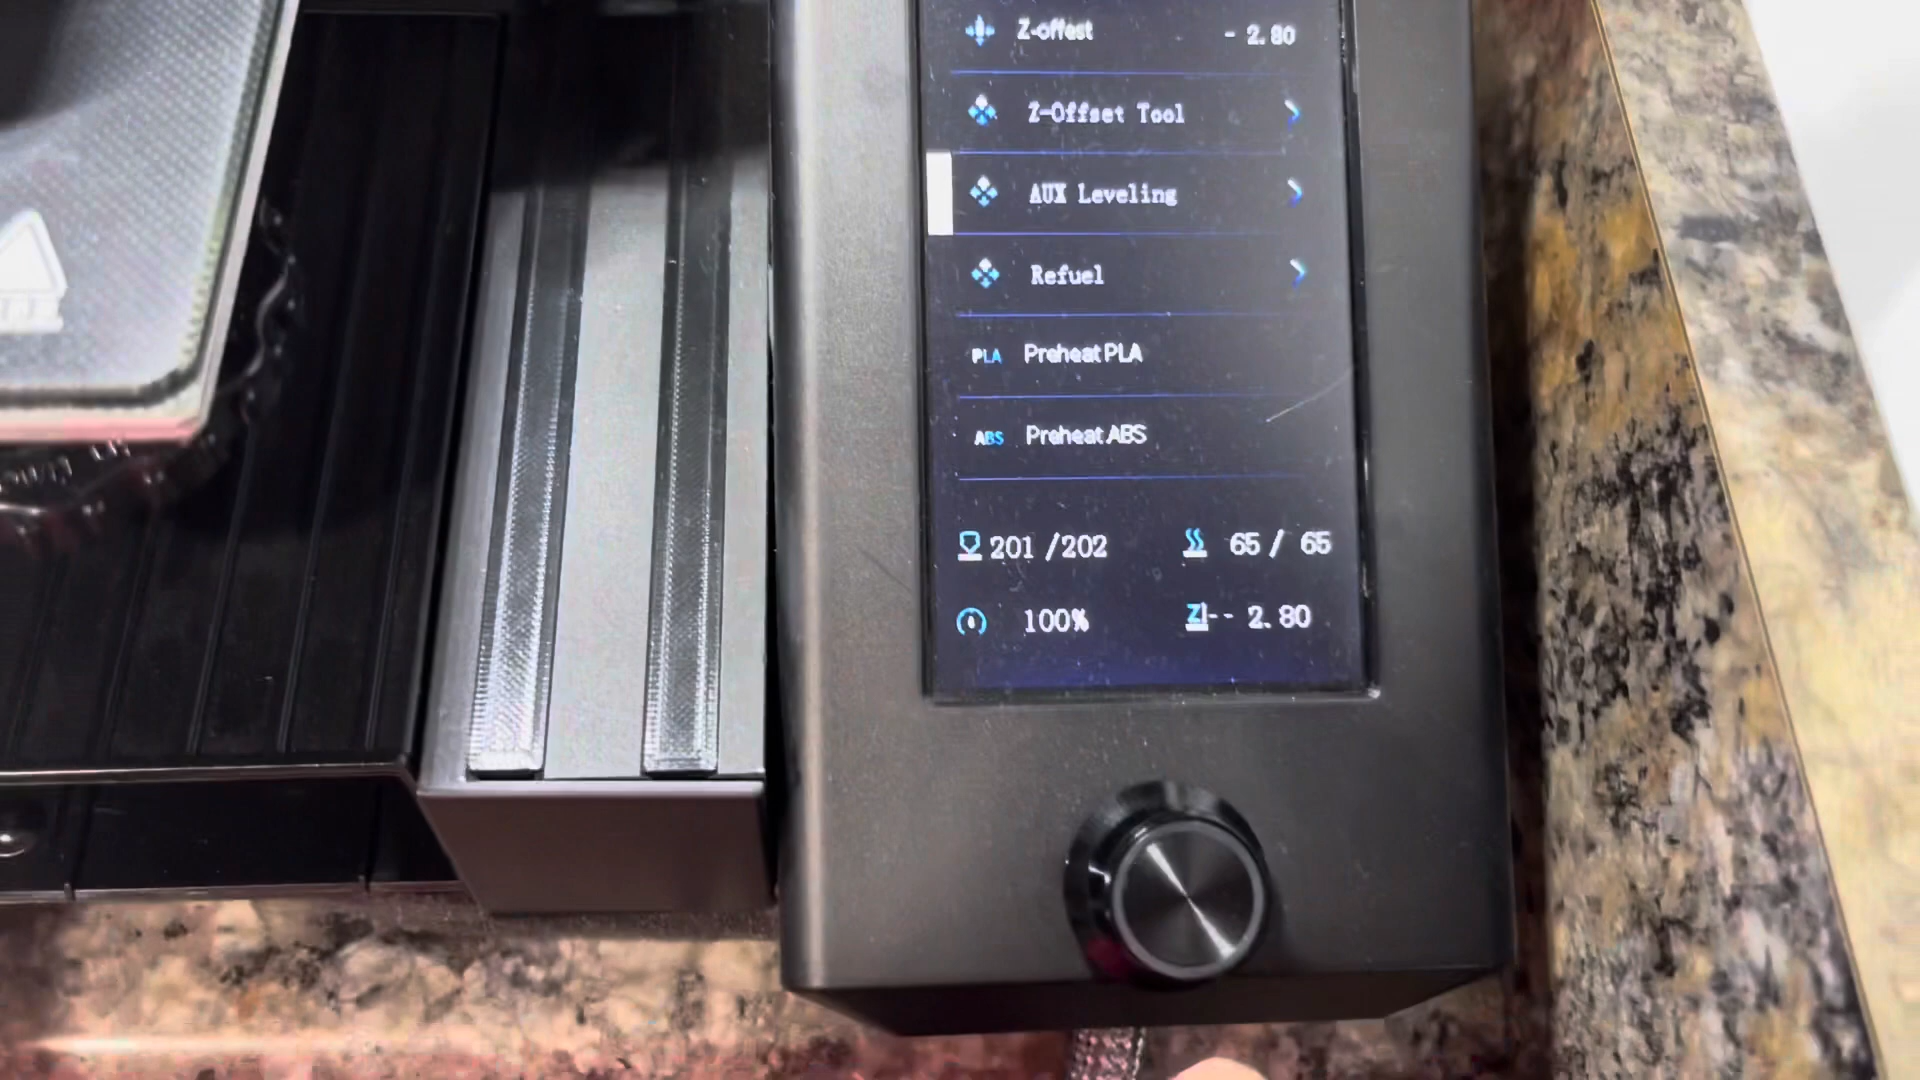 Z-offest - 2.80
Z-Offset Tool
AUX Leveling
Refuel
PLA Preheat PLA
ABS Preheat ABS
201 /202 65 / 65
100% Z -- 2.80